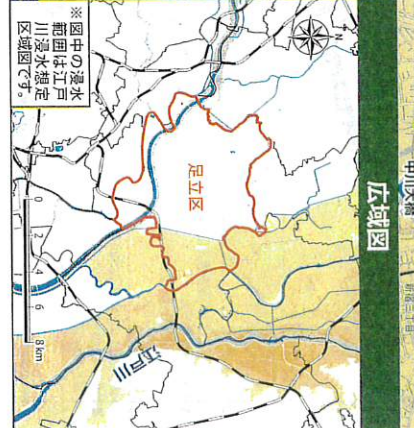 広域図
足立区
江戸川
※図中の浸水
範囲は江戸
川浸水想定
区域図です。
0 2 4 6 8km
N